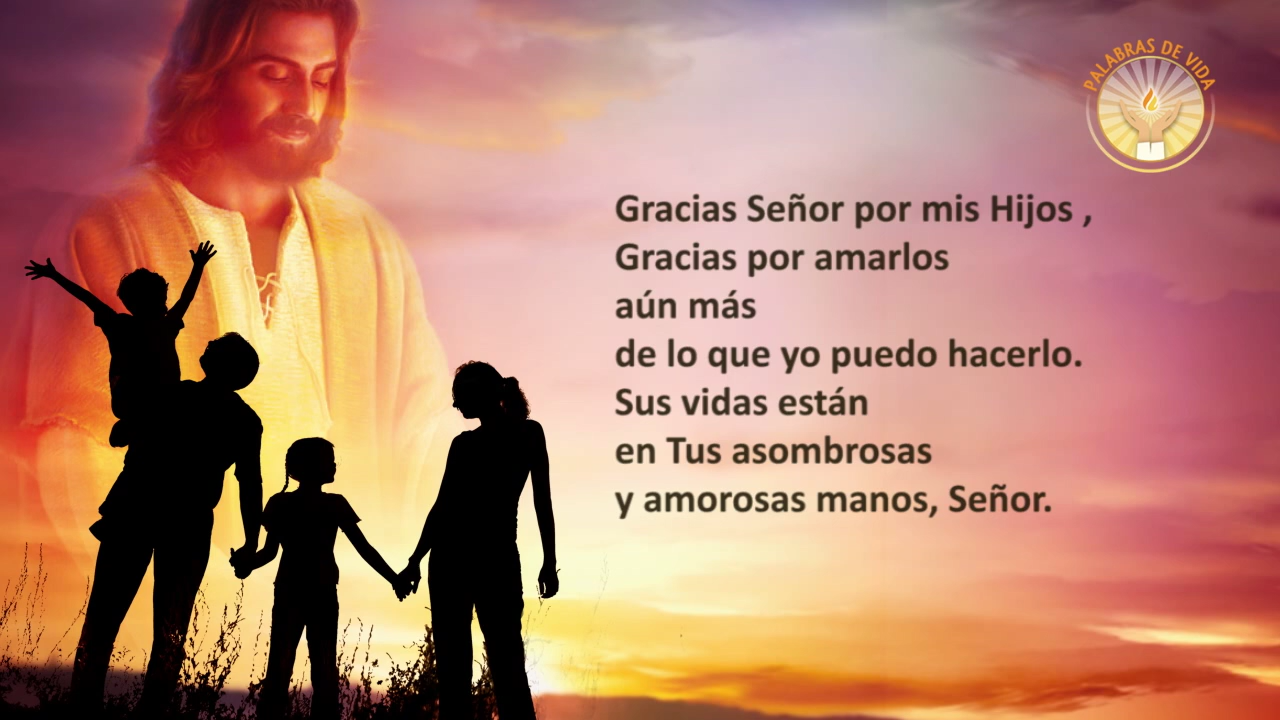 PALABRAS DE VIDA
Gracias Señor por mis Hijos ,
Gracias por amarlos
aún más
de lo que yo puedo hacerlo.
Sus vidas están
en Tus asombrosas
y amorosas manos, Señor.